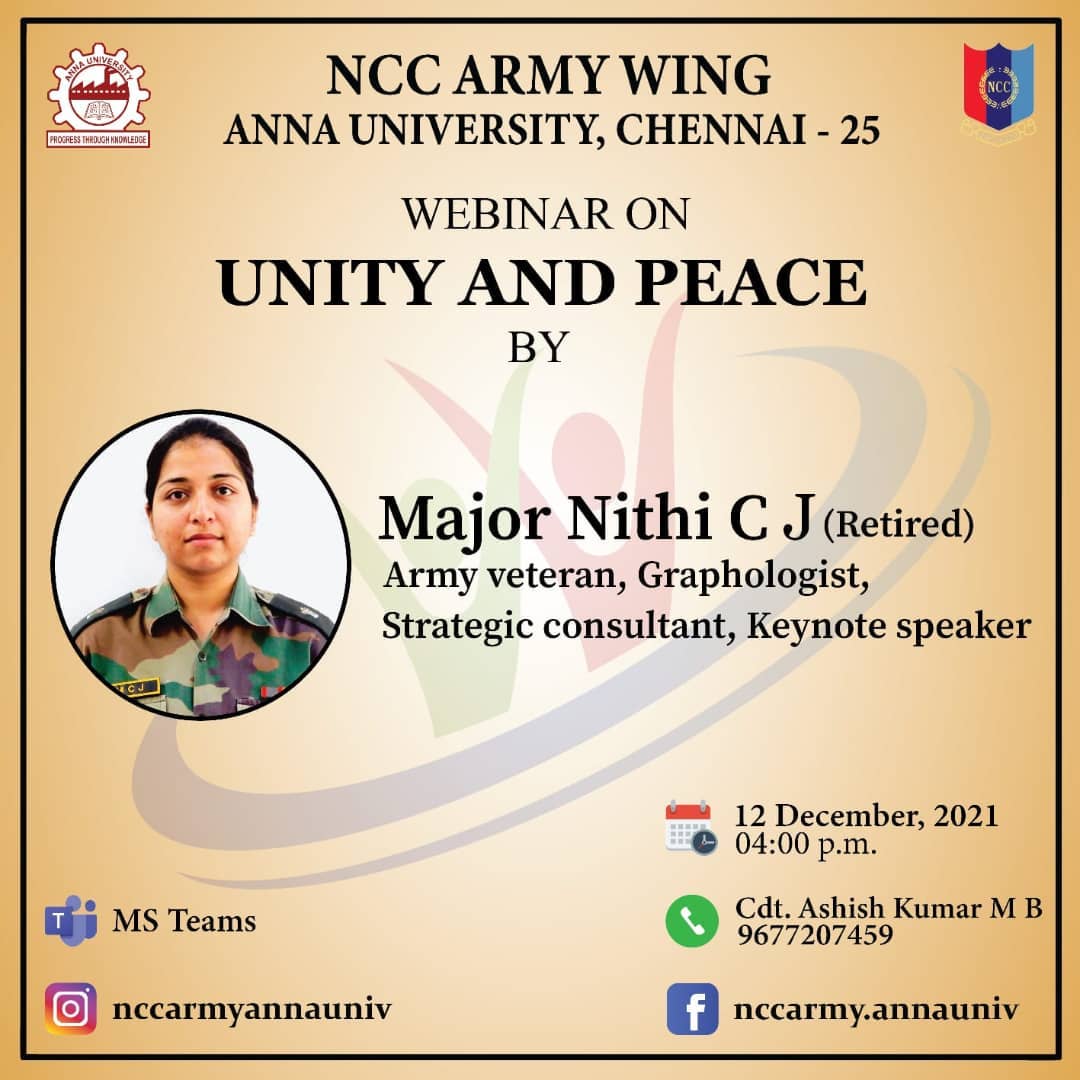 ANNA UNIVERSITY
PROGRESS THROUGH KNOWLEDGE
NCC ARMY WING
ANNA UNIVERSITY, CHENNAI - 25
NCC
WEBINAR ON
UNITY AND PEACE
BY
Major Nithi C J (Retired)
Army veteran, Graphologist,
Strategic consultant, Keynote speaker
C J
12 December, 2021
04:00 p.m.
T MS Teams
Cdt. Ashish Kumar M B
9677207459
nccarmyannauniv
f nccarmy.annauniv